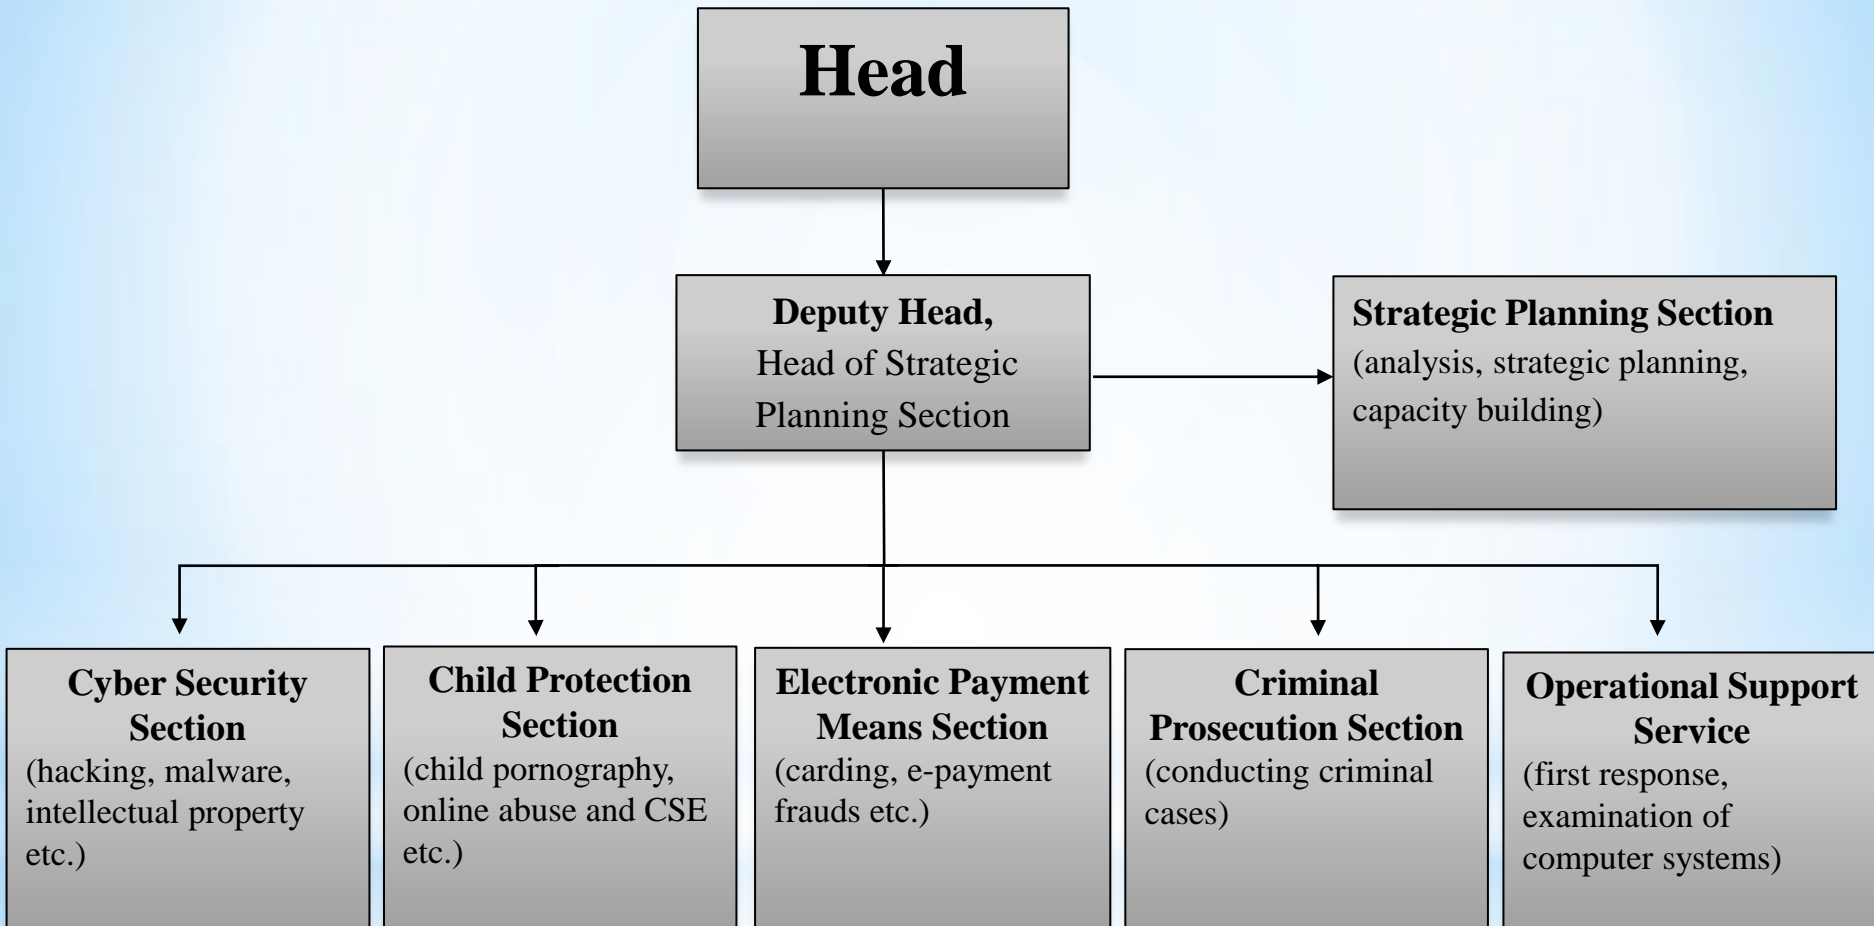 Head
Deputy Head,
Head of Strategic
Planning Section
Strategic Planning Section
(analysis, strategic planning,
capacity building)
Cyber Security
Section
(hacking, malware,
intellectual property
etc.)
Child Protection
Section
(child pornography,
online abuse and CSE
etc.)
Electronic Payment
Means Section
(carding, e-payment
frauds etc.)
Criminal
Prosecution Section
(conducting criminal
cases)
Operational Support
Service
(first response,
examination of
computer systems)